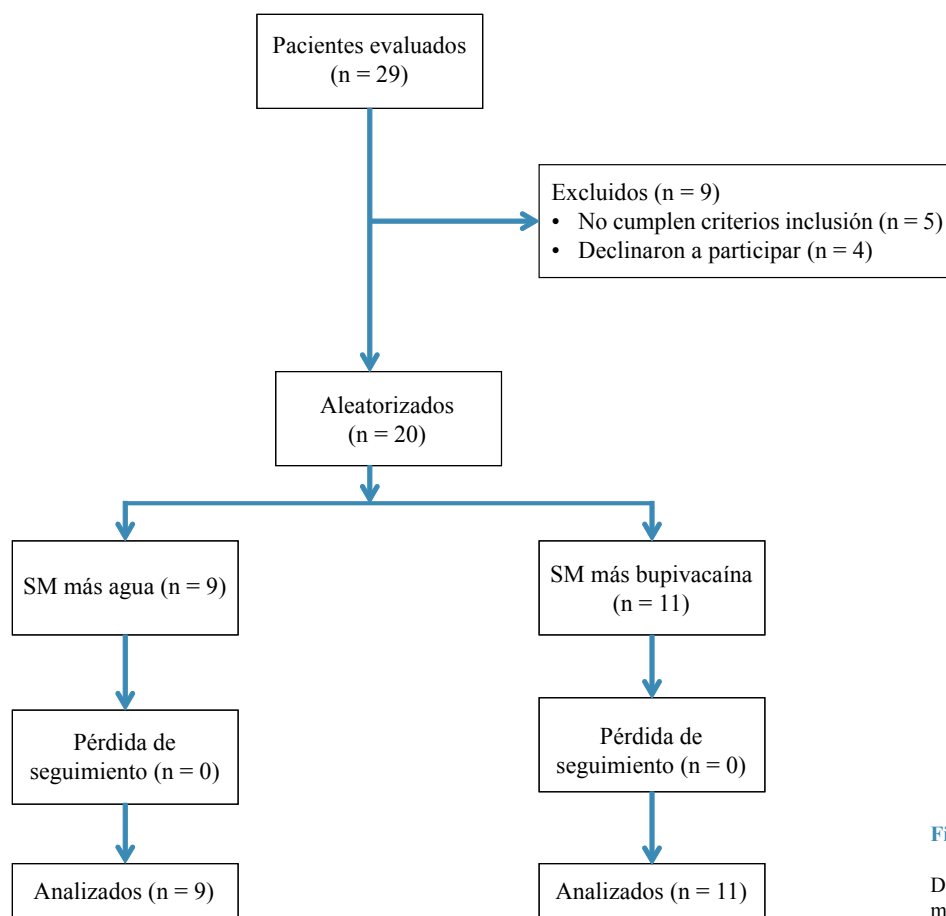 Pacientes evaluados
(n = 29)
Excluidos (n = 9)
• No cumplen criterios inclusión (n = 5)
• Declinaron a participar (n = 4)
Aleatorizados
(n = 20)
SM más agua (n = 9)
SM más bupivacaína
(n = 11)
Pérdida de
seguimiento (n = 0)
Pérdida de
seguimiento (n = 0)
Analizados (n = 9)
Analizados (n = 11)